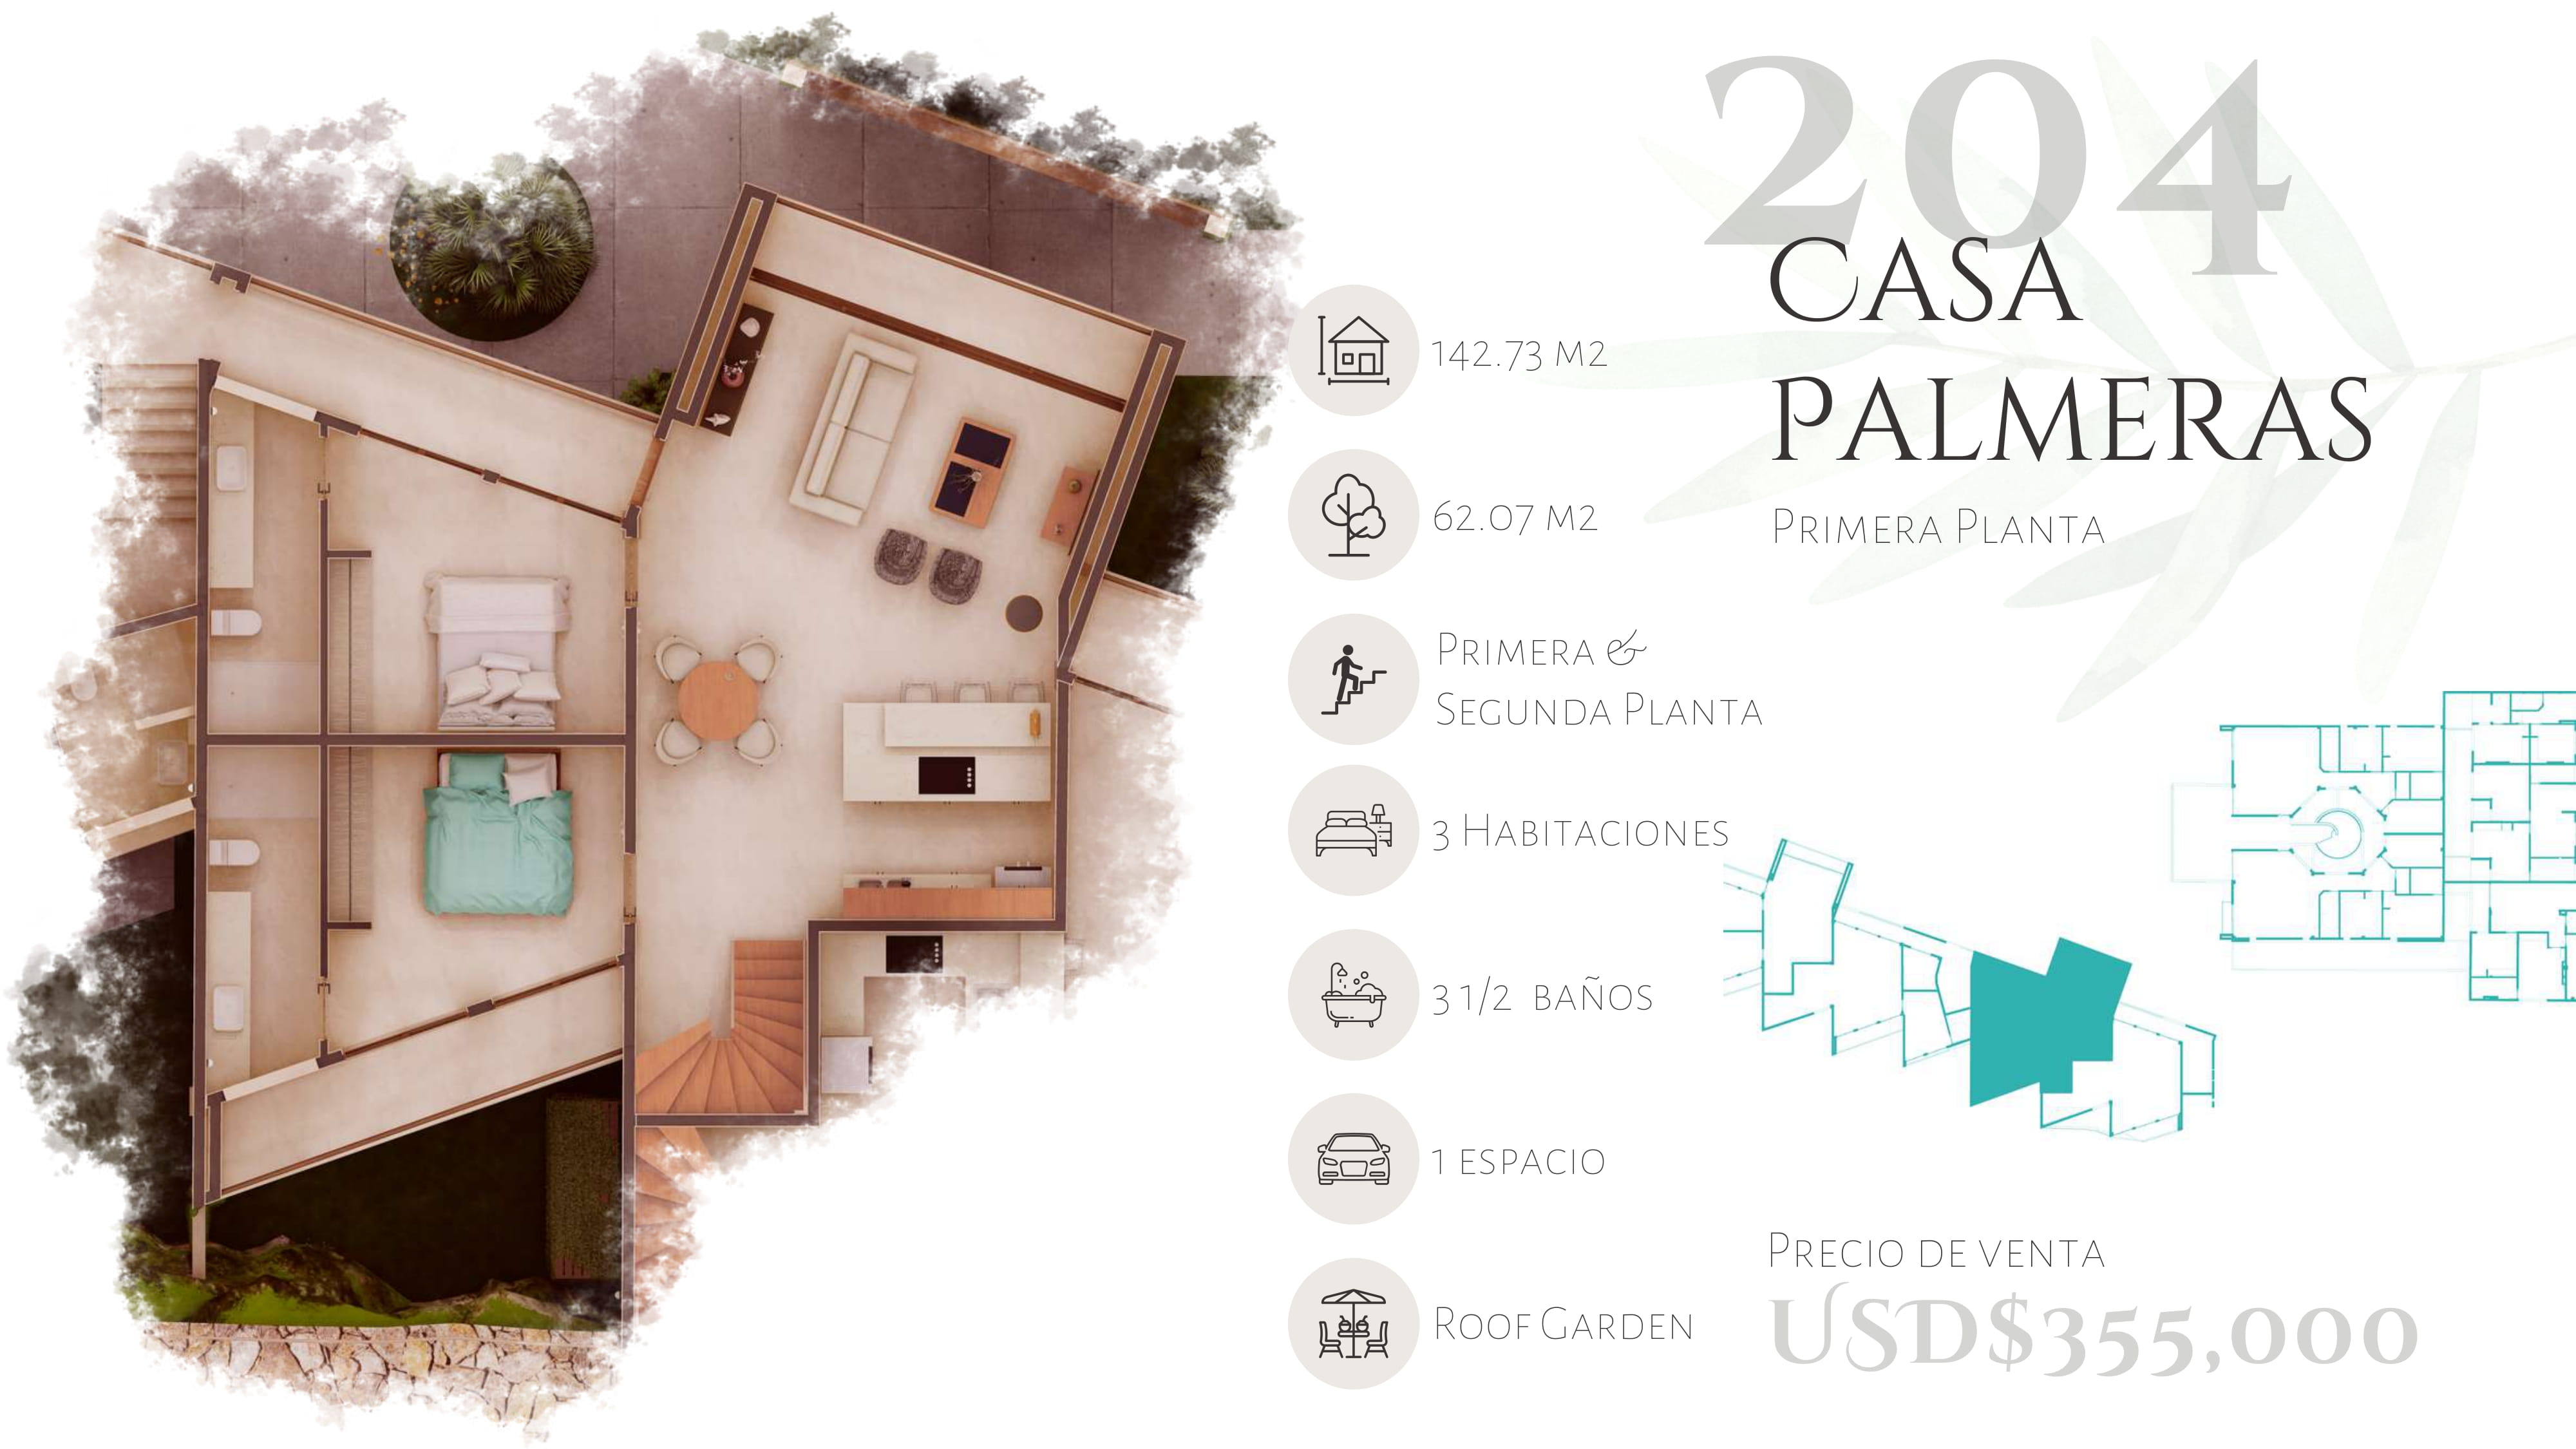 204
Casa
Palmeras
Primera Planta
142.73 m2
62.07 m2
Primera &
Segunda Planta
3 Habitaciones
3 1/2 baños
1 espacio
Roof Garden
Precio de venta
USD$355,000